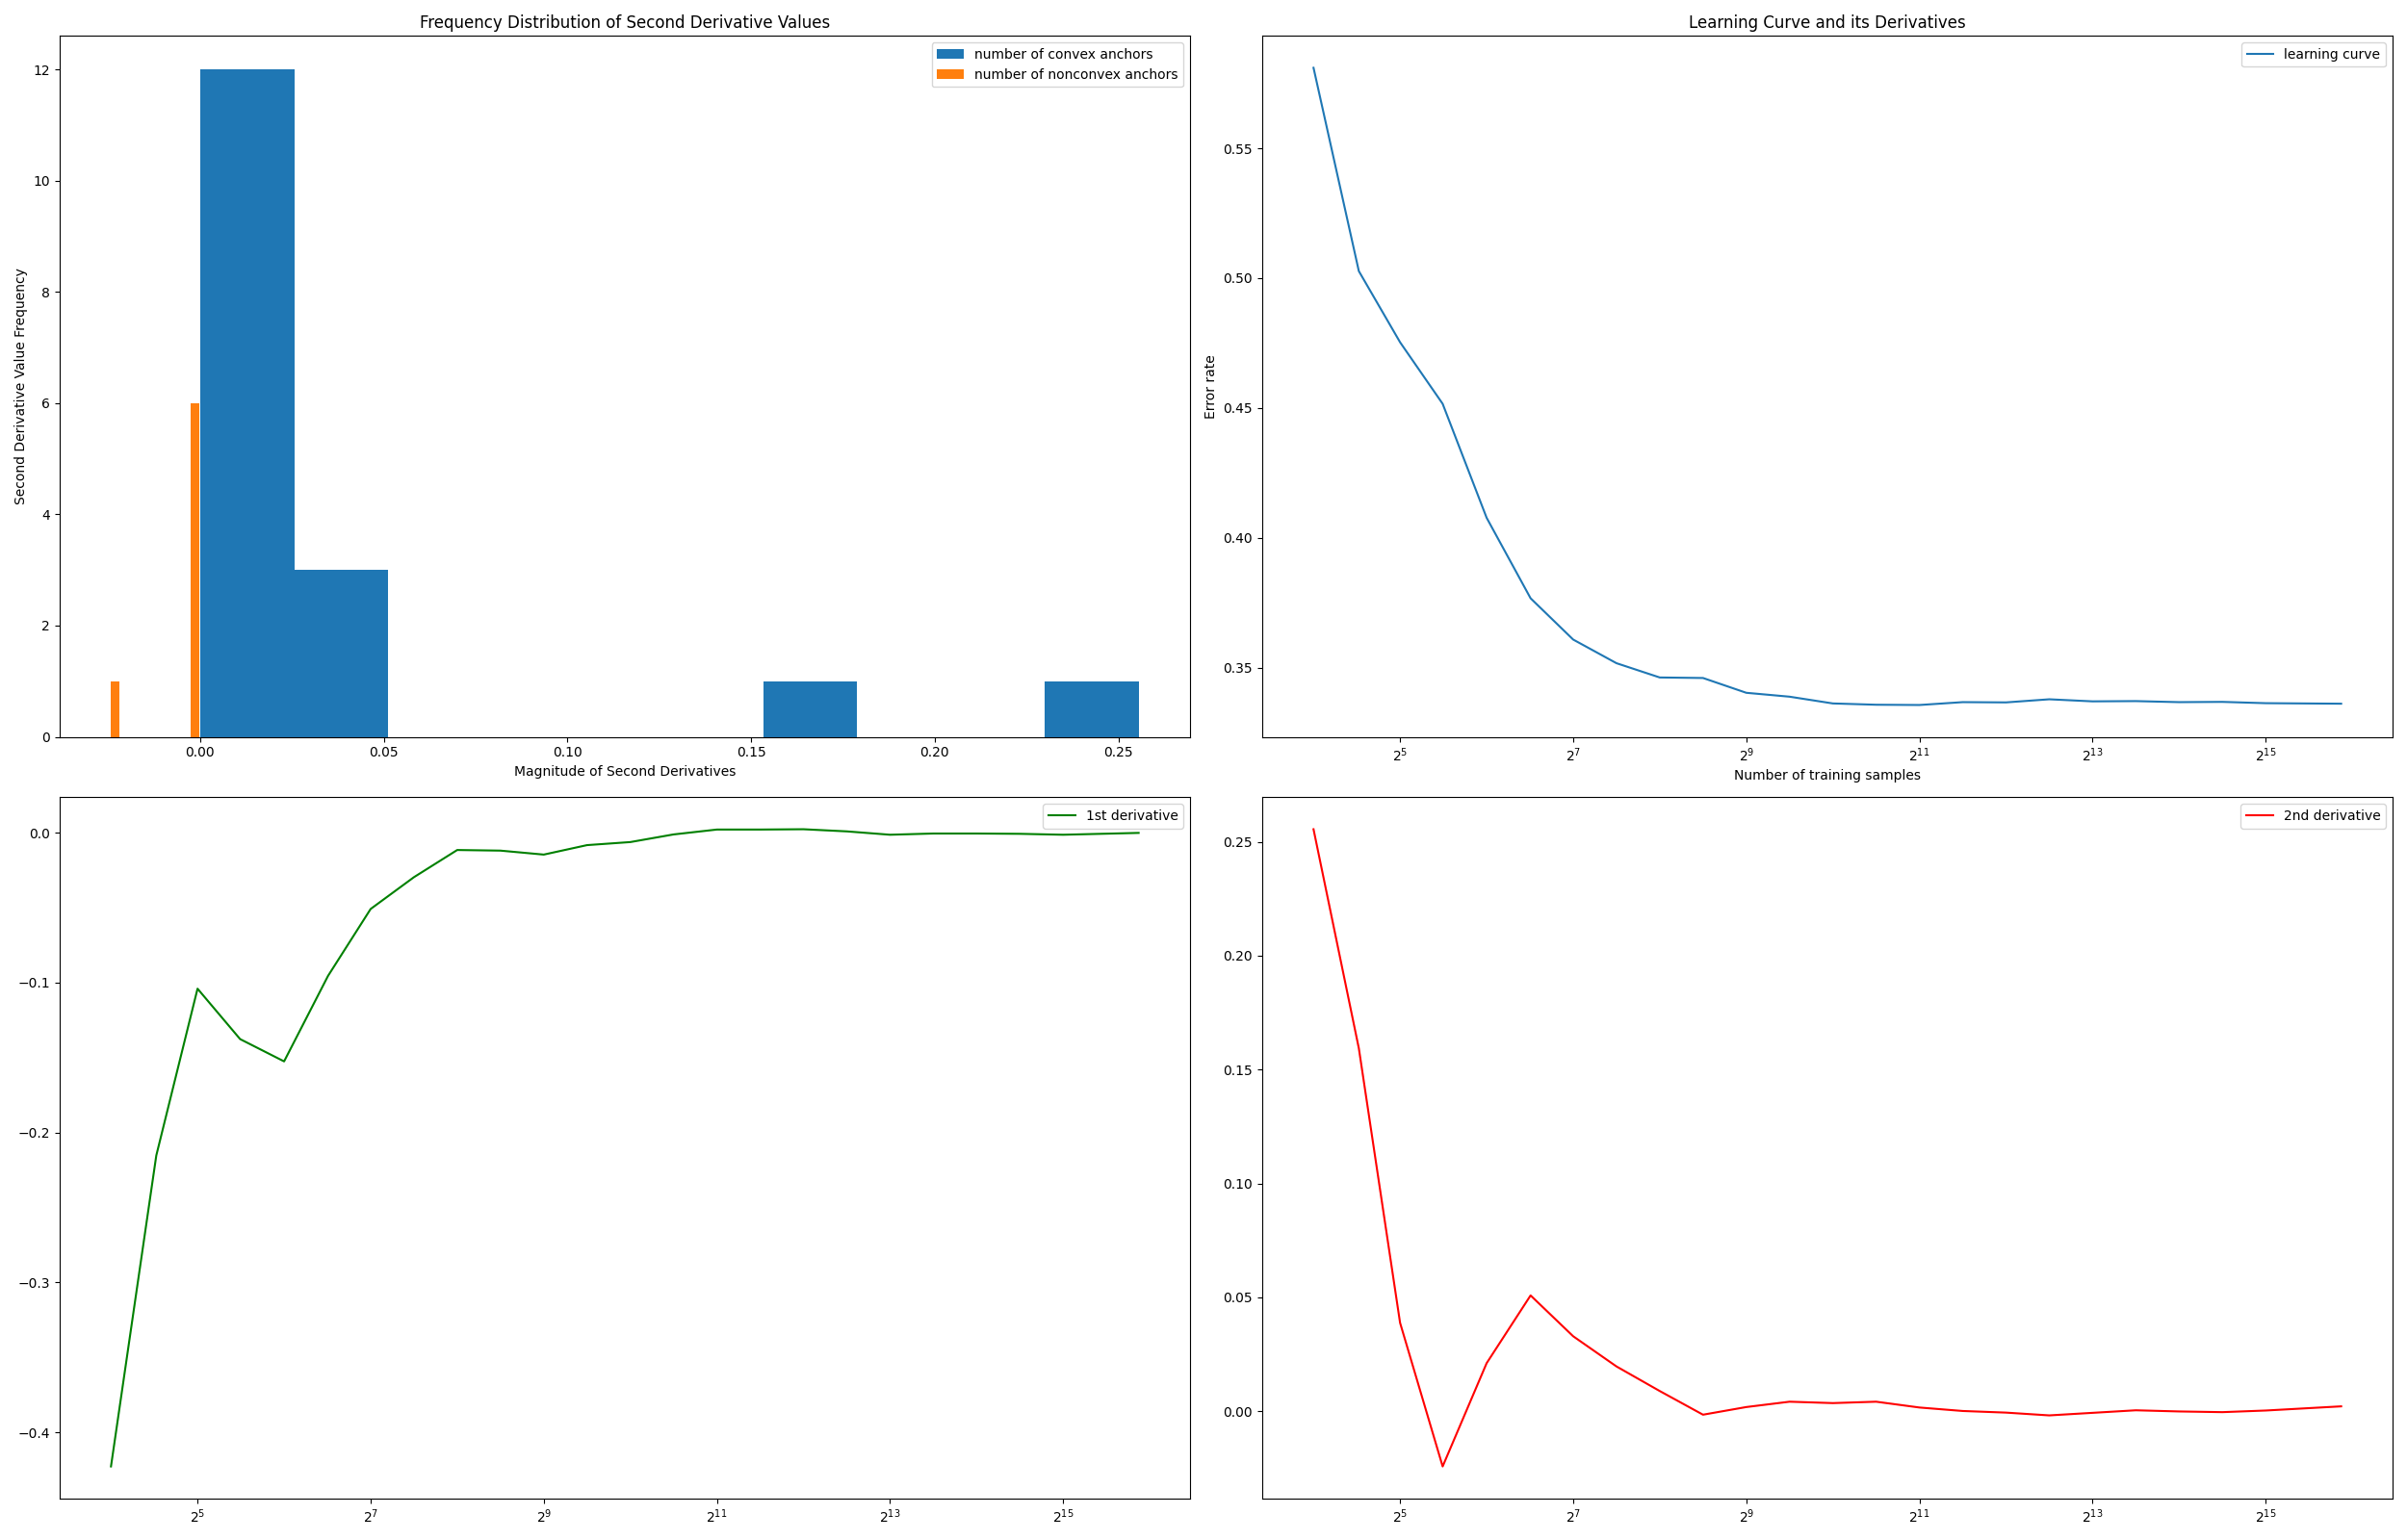 Frequency Distribution of Second Derivative Values
number of convex anchors
number of nonconvex anchors
12
10
8
6
4
2
0
Second Derivative Value Frequency
0.00 0.05 0.10 0.15 0.20 0.25
Magnitude of Second Derivatives
Learning Curve and its Derivatives
learning curve
0.55
0.50
0.45
0.40
0.35
Error rate
2^5 2^7 2^9 2^11 2^13 2^15
Number of training samples
1st derivative
0.0
−0.1
−0.2
−0.3
−0.4
2^5 2^7 2^9 2^11 2^13 2^15
2nd derivative
0.25
0.20
0.15
0.10
0.05
0.00
2^5 2^7 2^9 2^11 2^13 2^15